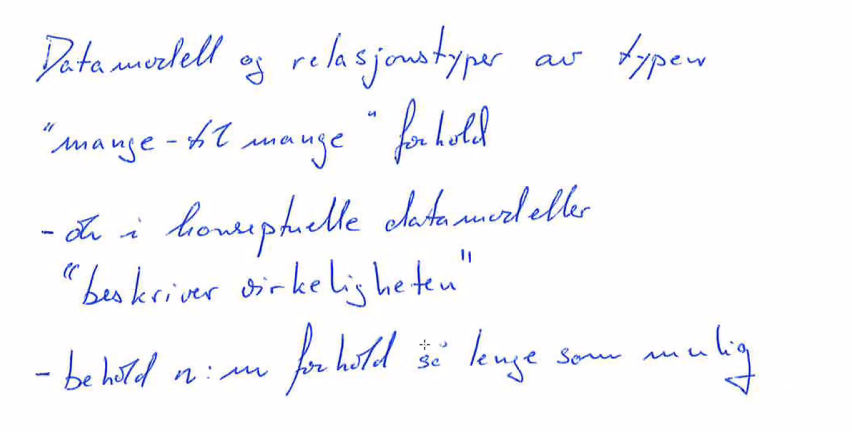 Datamodell og relasjonstyper av typen
"mange-til mange" forhold
- ok i konseptuelle datamodeller
"beskriver virkeligheten"
- behold n:m forhold så lenge som mulig